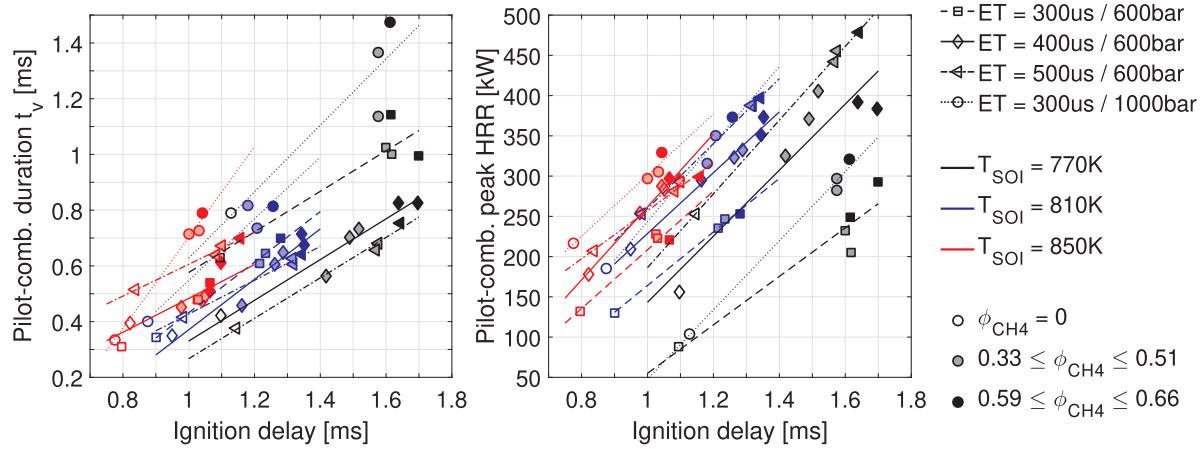 Pilot-comb. duration t_v [ms]
1.4
1.2
1
0.8
0.6
0.4
0.2
0.8 1 1.2 1.4 1.6 1.8
Ignition delay [ms]
Pilot-comb. peak HRR [kW]
500
450
400
350
300
250
200
150
100
50
0.8 1 1.2 1.4 1.6 1.8
Ignition delay [ms]
ET = 300us / 600bar
ET = 400us / 600bar
ET = 500us / 600bar
ET = 300us / 1000bar
T_SOI = 770K
T_SOI = 810K
T_SOI = 850K
ϕ_CH4 = 0
0.33 ≤ ϕ_CH4 ≤ 0.51
0.59 ≤ ϕ_CH4 ≤ 0.66